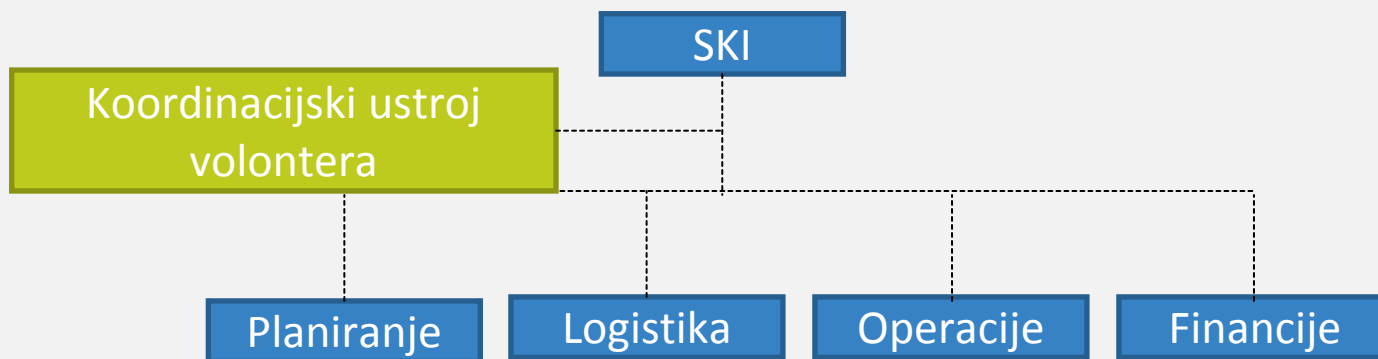 SKI
Koordinacijski ustroj
volontera
Planiranje
Logistika
Operacije
Financije